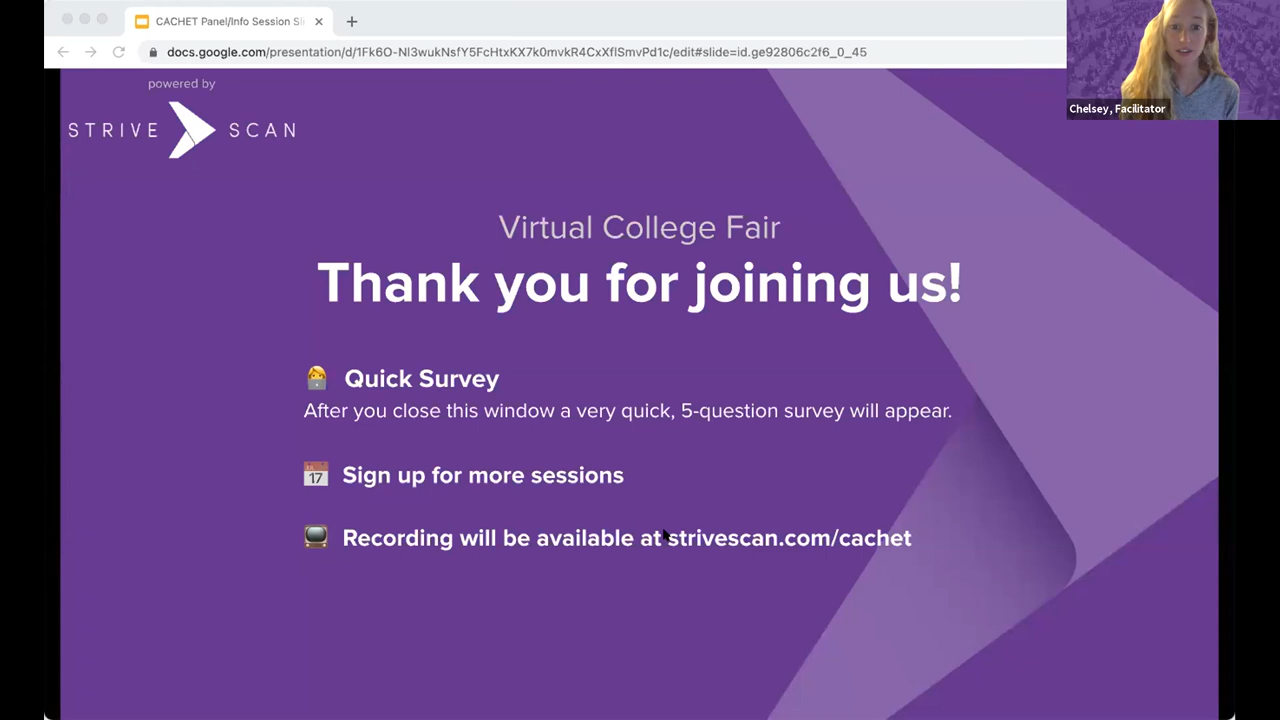 CACHET Panel/Info Session Sli
docs.google.com/presentation/d/1Fk6O-Nl3wukNsfY5FcHtxKX7k0mvkR4CxXflSmvPd1c/edit#slide=id.ge92806c2f6_0_45
Chelsey, Facilitator
powered by
STRIVE SCAN
Virtual College Fair
Thank you for joining us!
Quick Survey
After you close this window a very quick, 5-question survey will appear.
17
Sign up for more sessions
Recording will be available at strivescan.com/cachet